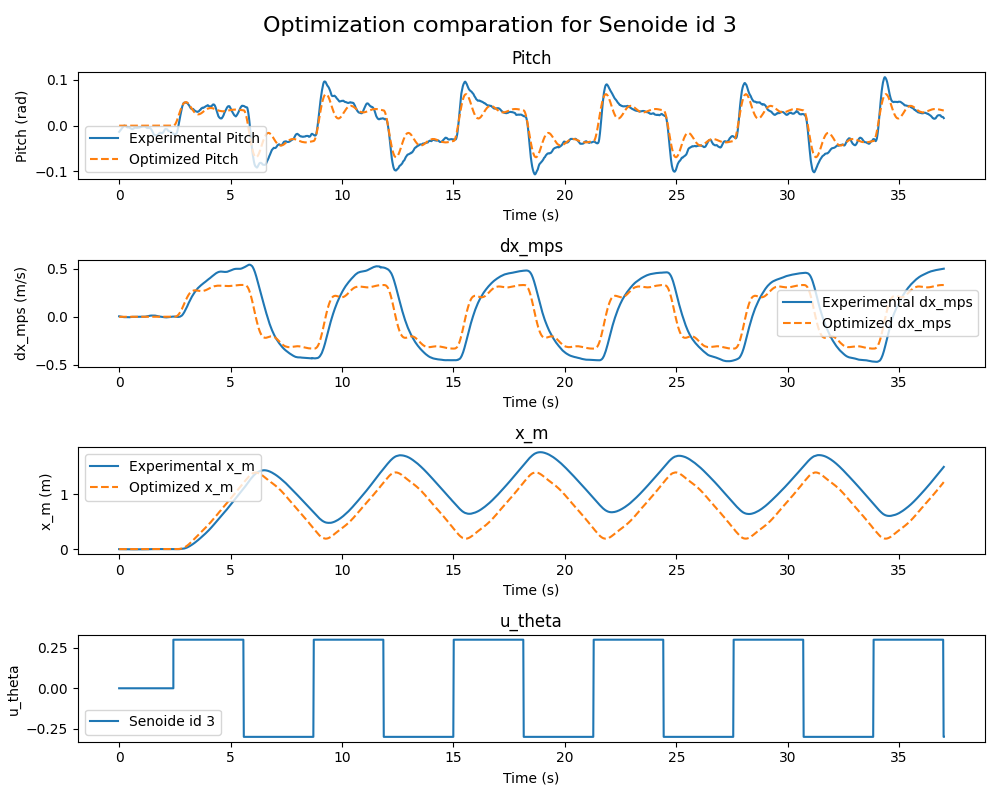 Optimization comparation for Senoide id 3
Pitch
Pitch (rad)
0.1
0.0
−0.1
Experimental Pitch
Optimized Pitch
0 5 10 15 20 25 30 35
Time (s)
dx_mps
dx_mps (m/s)
0.5
0.0
−0.5
Experimental dx_mps
Optimized dx_mps
0 5 10 15 20 25 30 35
Time (s)
x_m
x_m (m)
1
0
Experimental x_m
Optimized x_m
0 5 10 15 20 25 30 35
Time (s)
u_theta
u_theta
0.25
0.00
−0.25
Senoide id 3
0 5 10 15 20 25 30 35
Time (s)